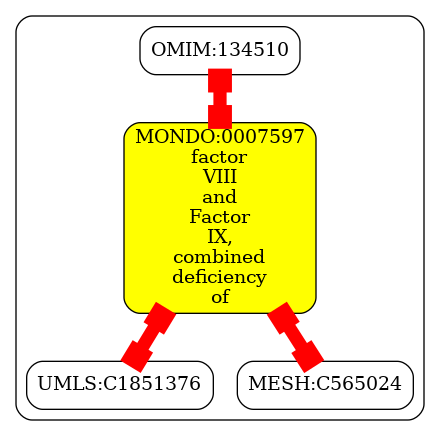 OMIM:134510
MONDO:0007597
factor
VIII
and
Factor
IX,
combined
deficiency
of
UMLS:C1851376
MESH:C565024